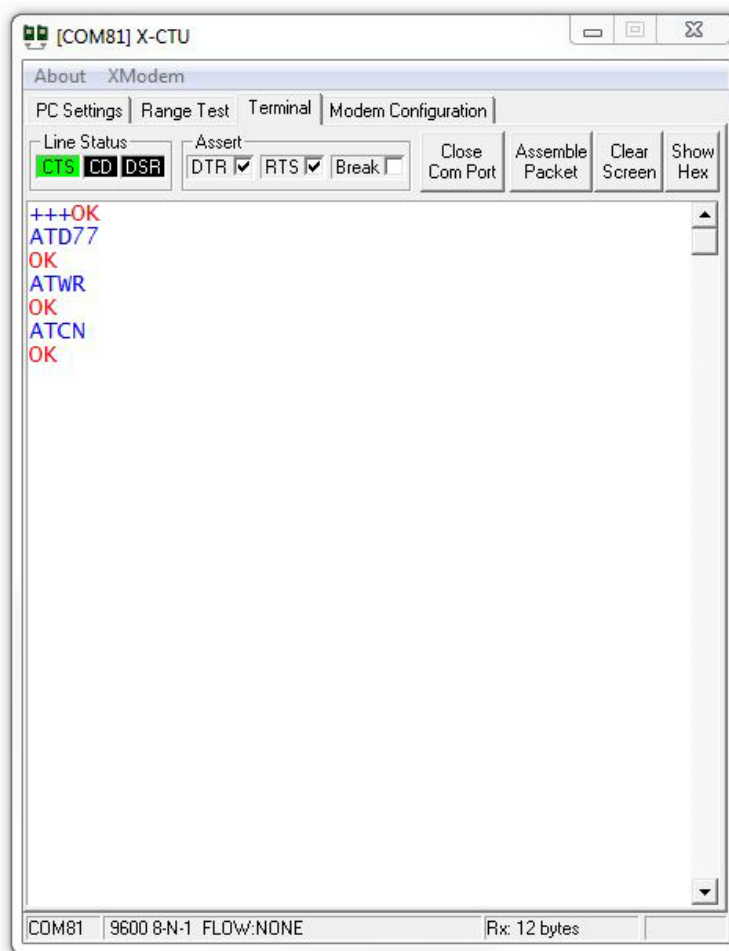 [COM81] X-CTU
About XModem
PC Settings Range Test Terminal Modem Configuration
Line Status
CTS CD DSR
Assert
DTR RTS Break
Close
Com Port
Assemble
Packet
Clear
Screen
Show
Hex
+++OK
ATD77
OK
ATWR
OK
ATCN
OK
COM81 9600 8-N-1 FLOW:NONE Rx: 12 bytes